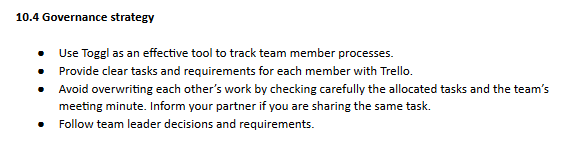 10.4 Governance strategy
● Use Toggl as an effective tool to track team member processes.
● Provide clear tasks and requirements for each member with Trello.
● Avoid overwriting each other's work by checking carefully the allocated tasks and the team's
meeting minute. Inform your partner if you are sharing the same task.
● Follow team leader decisions and requirements.